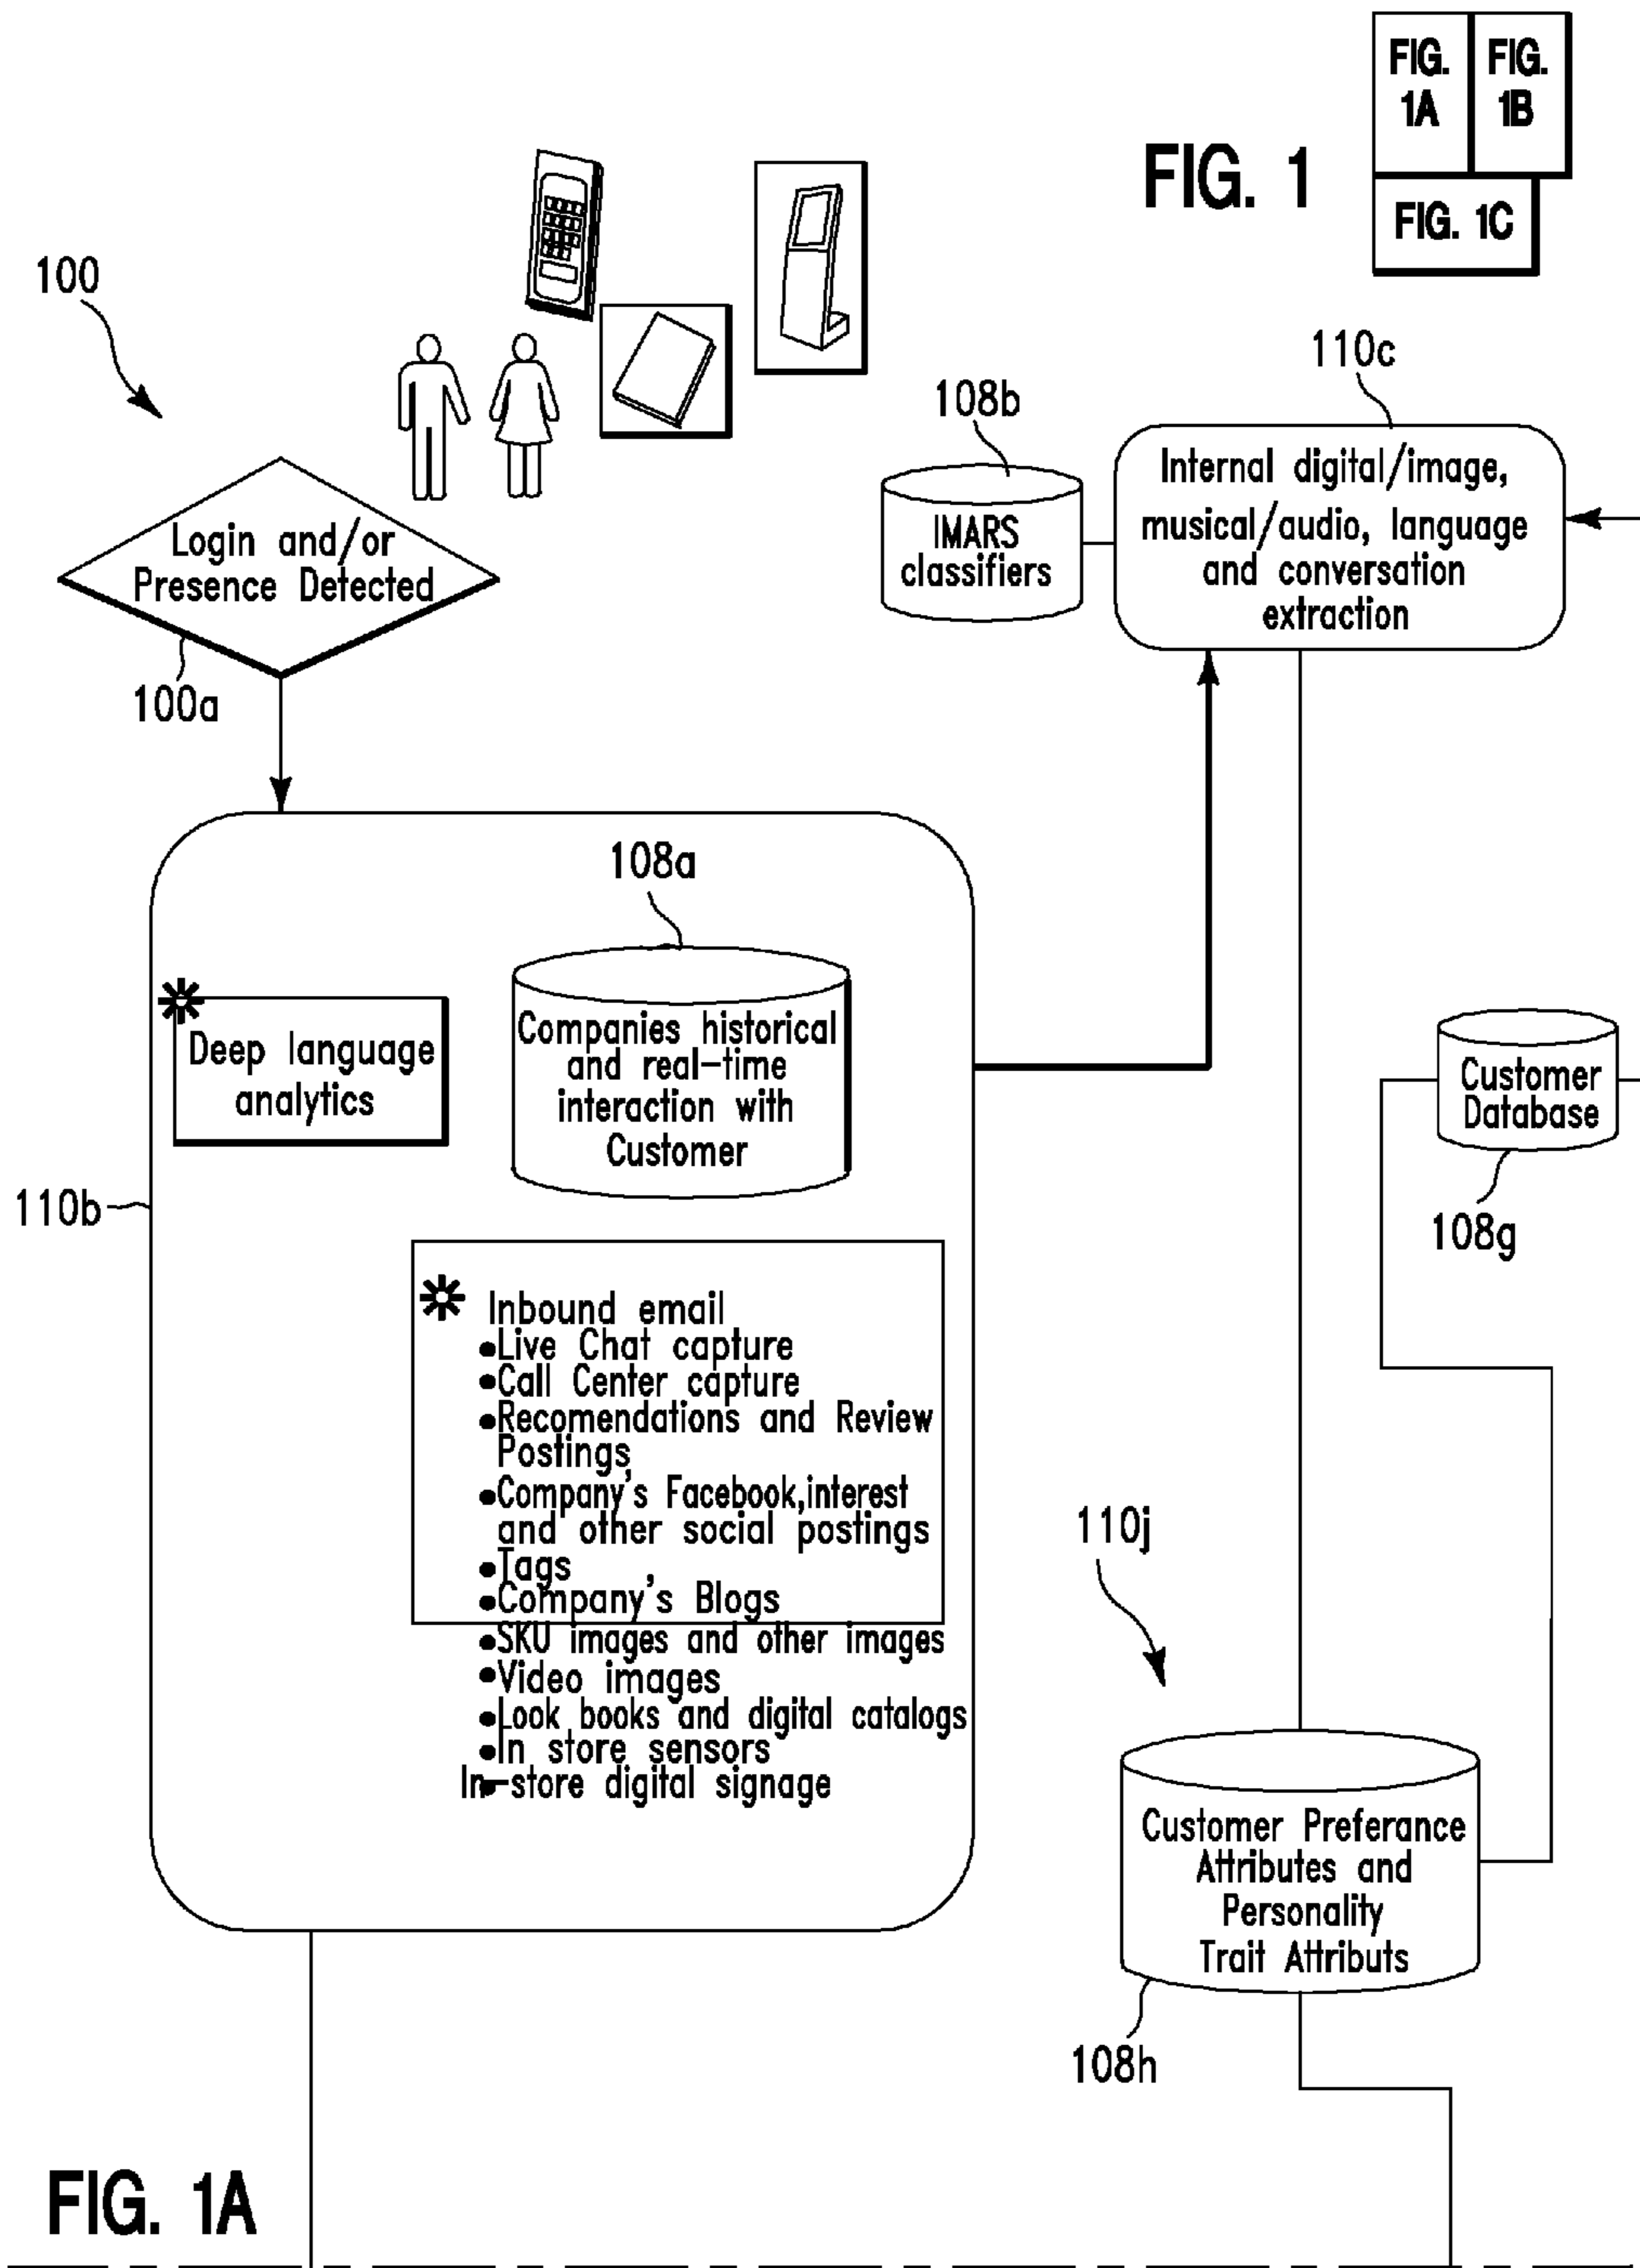 FIG. 1
FIG.
1A
FIG.
1B
FIG. 1C
100
Login and/or
Presence Detected
100a
108b
IMARS
classifiers
110c
Internal digital/image,
musical/audio, language
and conversation
extraction
110b
Deep language
analytics
108a
Companies historical
and real-time
interaction with
Customer
Inbound email
•Live Chat capture
•Call Center capture
•Recomendations and Review
Postings
•Company's Facebook,interest
and other social postings
•Tags
•Company's Blogs
•SKU images and other images
•Video images
•Look books and digital catalogs
•In store sensors
•In-store digital signage
Customer
Database
108g
110j
Customer Preferance
Attributes and
Personality
Trait Attributs
108h
FIG. 1A